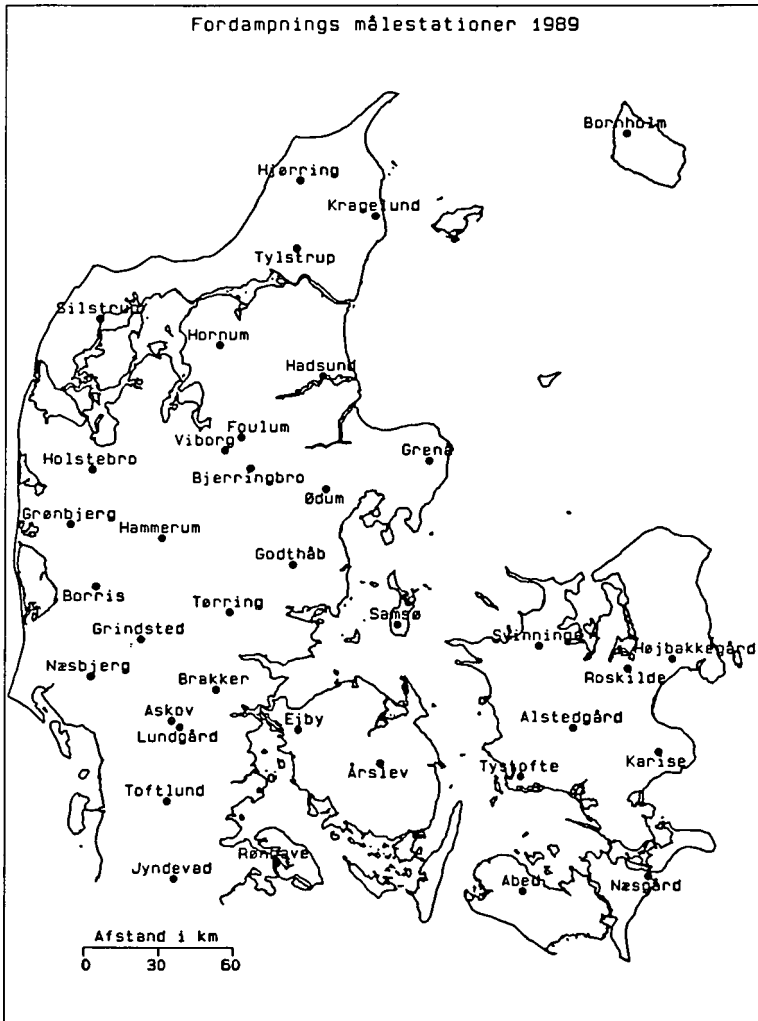 Fordampnings målestationer 1989
Bornholm
Hjørring
Kragelund
Tylstrup
Silstrup
Hornum
Hadsund
Foulum
Viborg
Grenå
Holstebro
Bjerringbro
Ødum
Grønbjerg
Hammerum
Godthåb
Borris
Tørring
Samsø
Grindsted
Svinninge
Højbakkegård
Næsbjerg
Roskilde
Brakker
Askov
Ejby
Alstedgård
Lundgård
Karise
Årslev
Tystofte
Toftlund
Rønhave
Jyndevad
Abed
Næsgård
Afstand i km
0 30 60